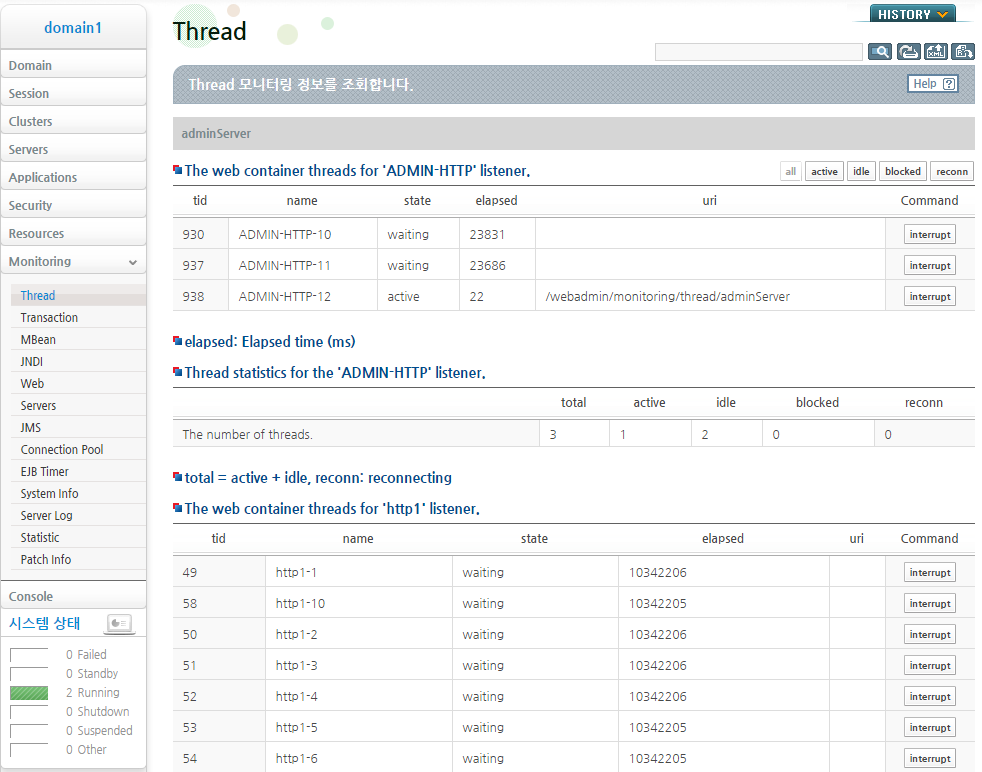 domain1
Domain
Session
Clusters
Servers
Applications
Security
Resources
Monitoring
Thread
Transaction
MBean
JNDI
Web
Servers
JMS
Connection Pool
EJB Timer
System Info
Server Log
Statistic
Patch Info
Console
시스템 상태
0 Failed
0 Standby
2 Running
0 Shutdown
0 Suspended
0 Other
Thread
HISTORY
XML
Thread 모니터링 정보를 조회합니다.
Help ?
adminServer
The web container threads for 'ADMIN-HTTP' listener.
all active idle blocked reconn
tid name state elapsed uri Command
930 ADMIN-HTTP-10 waiting 23831 interrupt
937 ADMIN-HTTP-11 waiting 23686 interrupt
938 ADMIN-HTTP-12 active 22 /webadmin/monitoring/thread/adminServer interrupt
elapsed: Elapsed time (ms)
Thread statistics for the 'ADMIN-HTTP' listener.
total active idle blocked reconn
The number of threads. 3 1 2 0 0
total = active + idle, reconn: reconnecting
The web container threads for 'http1' listener.
tid name state elapsed uri Command
49 http1-1 waiting 10342206 interrupt
58 http1-10 waiting 10342205 interrupt
50 http1-2 waiting 10342206 interrupt
51 http1-3 waiting 10342206 interrupt
52 http1-4 waiting 10342206 interrupt
53 http1-5 waiting 10342205 interrupt
54 http1-6 waiting 10342205 interrupt